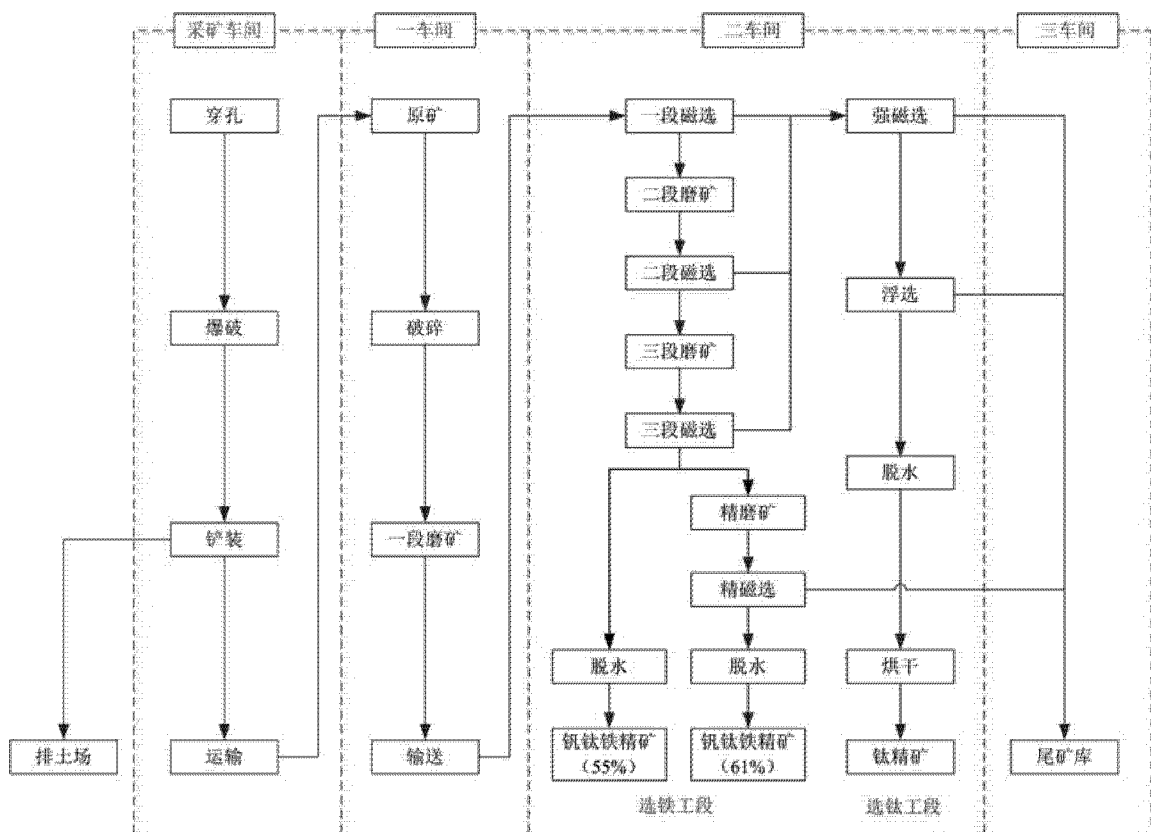 采矿车间
一车间
二车间
三车间
穿孔
原矿
一段磁选
强磁选
二段磨矿
二段磁选
浮选
爆破
破碎
三段磨矿
三段磁选
脱水
精磨矿
铲装
一段磨矿
精磁选
脱水
脱水
烘干
排土场
运输
输送
钒钛铁精矿
（55%）
钒钛铁精矿
（61%）
钛精矿
尾矿库
选铁工段
选钛工段